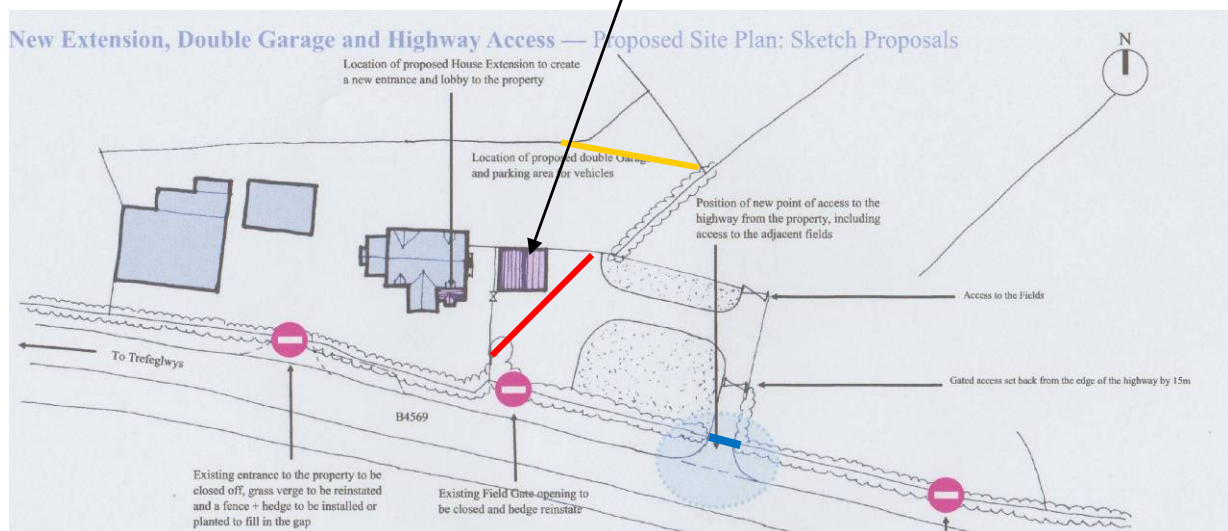 New Extension, Double Garage and Highway Access — Proposed Site Plan: Sketch Proposals
N
Location of proposed House Extension to create
a new entrance and lobby to the property
Location of proposed double Garage
and parking area for vehicles
Position of new point of access to the
highway from the property, including
access to the adjacent fields
Access to the Fields
To Trefeglwys
Gated access set back from the edge of the highway by 15m
B4569
Existing entrance to the property to be
closed off, grass verge to be reinstated
and a fence + hedge to be installed or
planted to fill in the gap
Existing Field Gate opening to
be closed and hedge reinstate